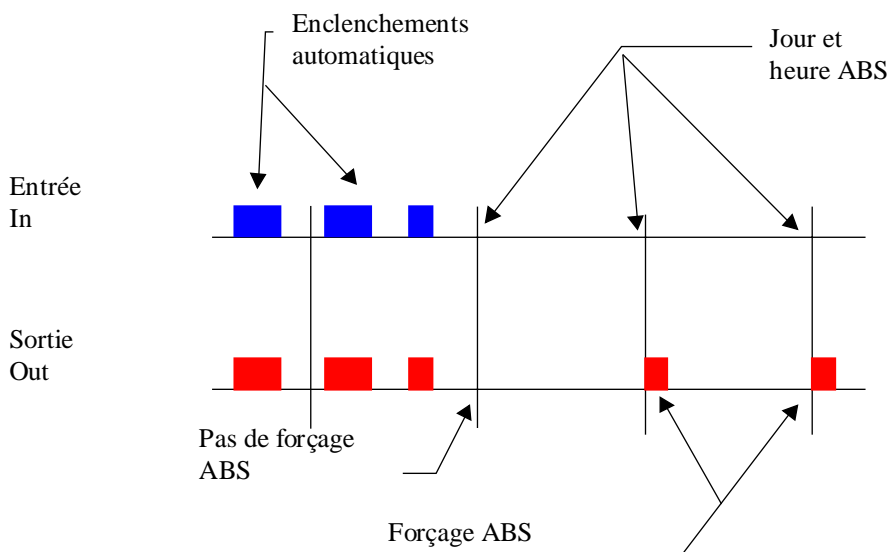 Enclenchements
automatiques
Jour et
heure ABS
Entrée
In
Sortie
Out
Pas de forçage
ABS
Forçage ABS